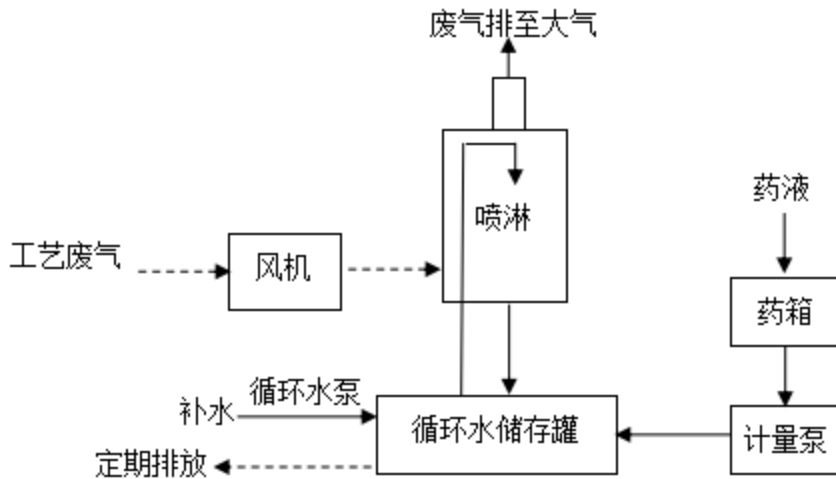 废气排至大气
喷淋
药液
工艺废气
风机
药箱
循环水泵
补水
循环水储存罐
计量泵
定期排放